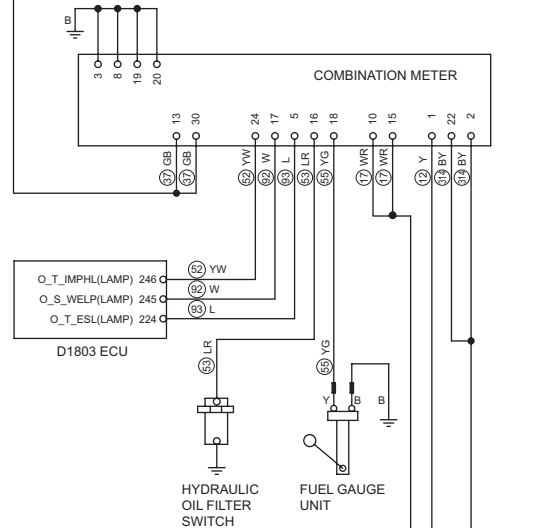 B
3 8 19 20
COMBINATION METER
13 30 24 17 5 16 18 10 15 1 22 2
37 GB 37 GB 52 YW 92 W 93 L 53 LR 55 YG 17 WR 17 WR 12 Y 314 BY 314 BY
O_T_IMPHL(LAMP) 246 52 YW
O_S_WELP(LAMP) 245 92 W
O_T_ESL(LAMP) 224 93 L
D1803 ECU
53 LR 55 YG
Y B B
HYDRAULIC
OIL FILTER
SWITCH
FUEL GAUGE
UNIT